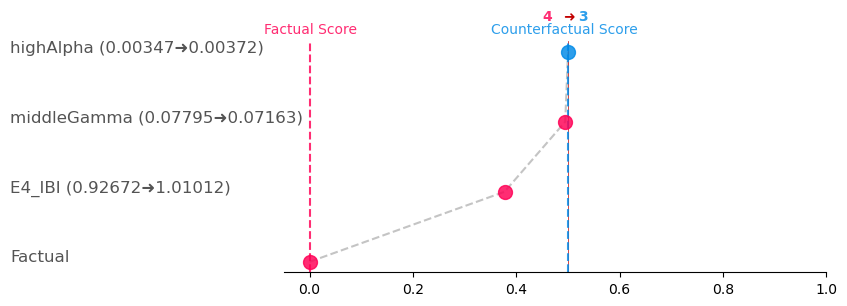 4 ➜ 3
Factual Score
Counterfactual Score
highAlpha (0.00347➜0.00372)
middleGamma (0.07795➜0.07163)
E4_IBI (0.92672➜1.01012)
Factual
0.0 0.2 0.4 0.6 0.8 1.0